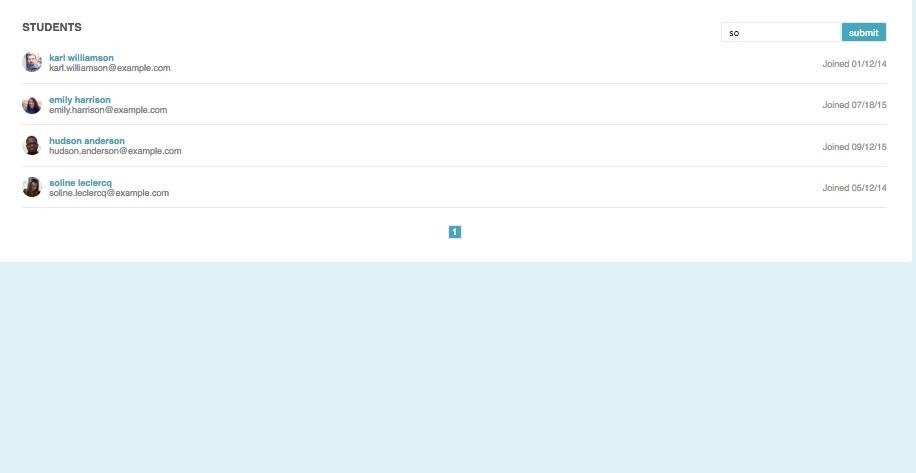 STUDENTS
so
submit
karl williamson
karl.williamson@example.com
Joined 01/12/14
emily harrison
emily.harrison@example.com
Joined 07/18/15
hudson anderson
hudson.anderson@example.com
Joined 09/12/15
soline leclercq
soline.leclercq@example.com
Joined 05/12/14
1